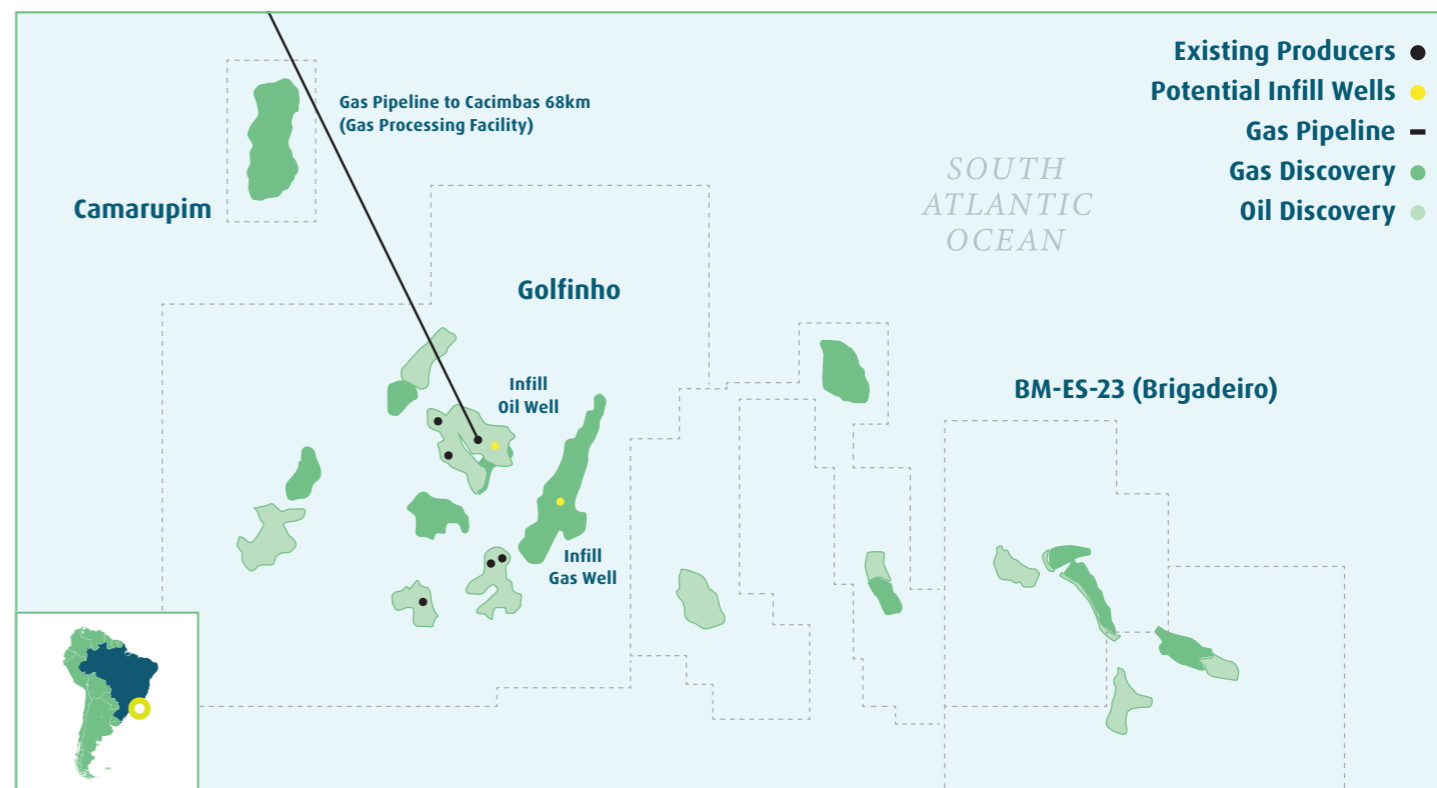 Existing Producers
Potential Infill Wells
Gas Pipeline
Gas Discovery
Oil Discovery
Gas Pipeline to Cacimbas 68km
(Gas Processing Facility)
SOUTH
ATLANTIC
OCEAN
Camarupim
Golfinho
BM-ES-23 (Brigadeiro)
Infill
Oil Well
Infill
Gas Well